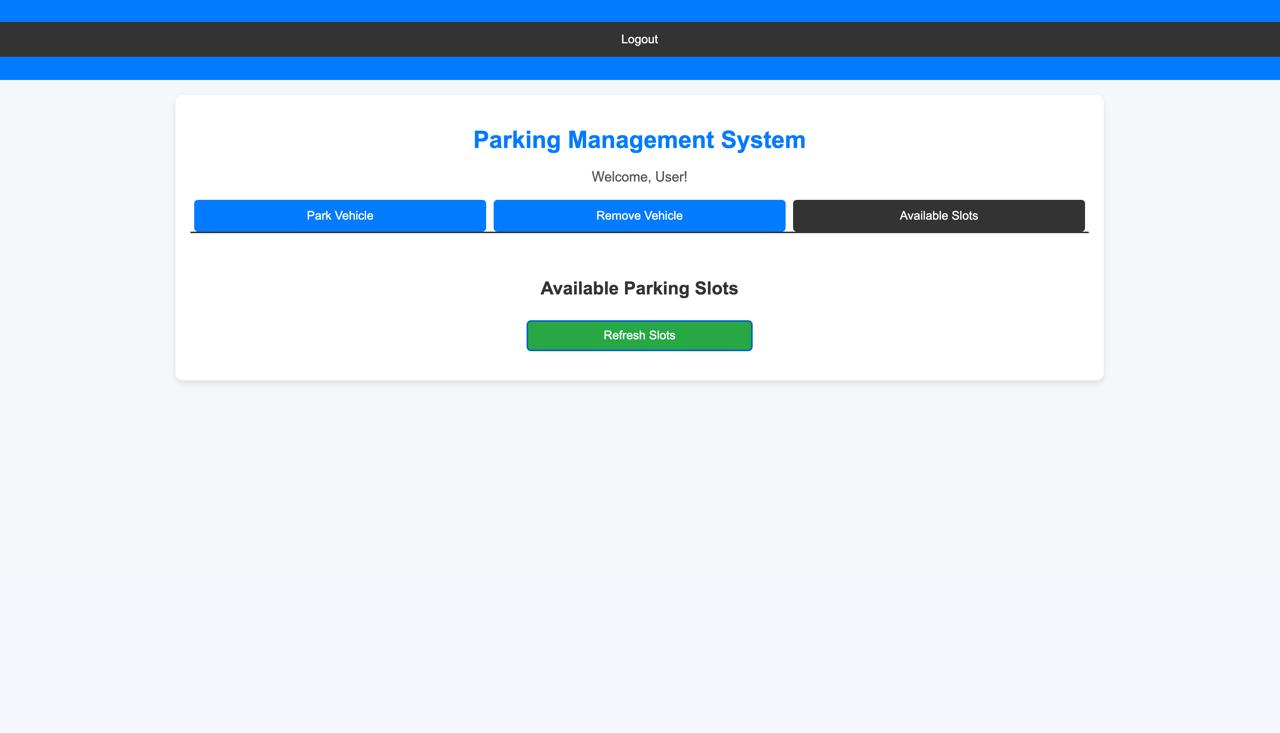 Logout
Parking Management System
Welcome, User!
Park Vehicle
Remove Vehicle
Available Slots
Available Parking Slots
Refresh Slots